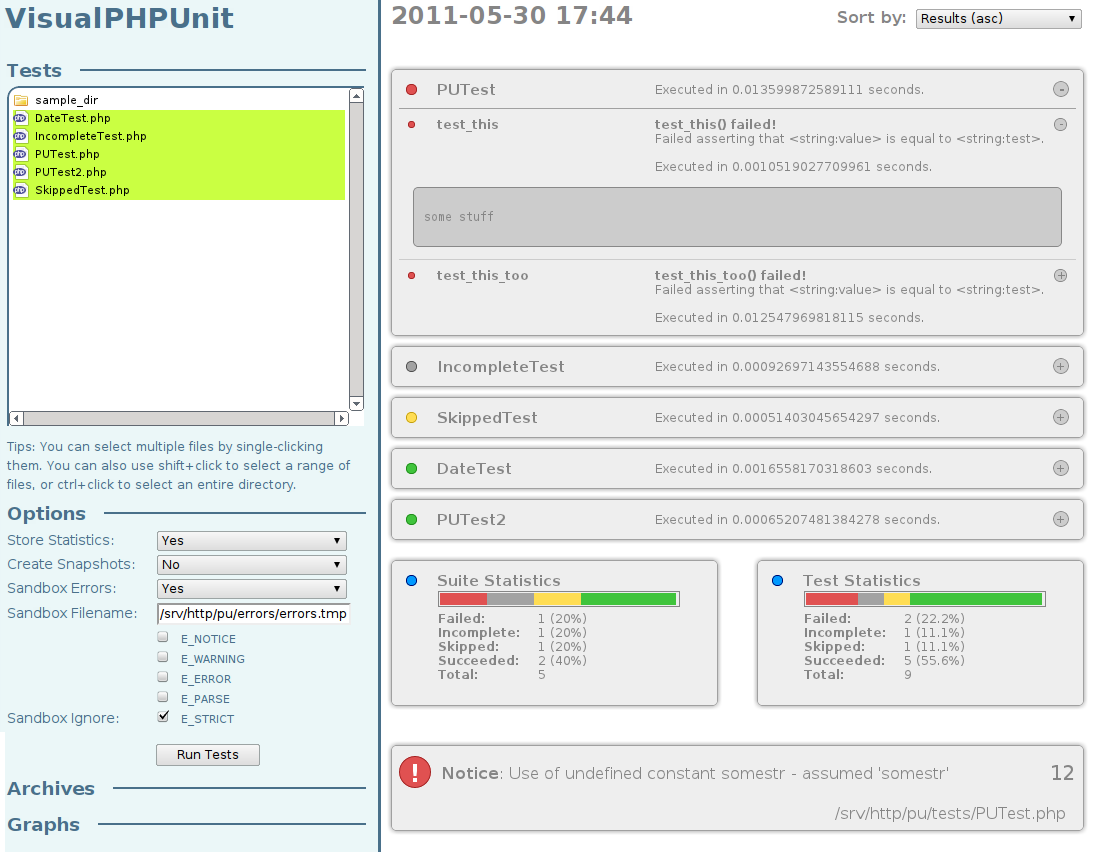 VisualPHPUnit
Tests
sample_dir
DateTest.php
IncompleteTest.php
PUTest.php
PUTest2.php
SkippedTest.php
Tips: You can select multiple files by single-clicking
them. You can also use shift+click to select a range of
files, or ctrl+click to select an entire directory.
Options
Store Statistics: Yes
Create Snapshots: No
Sandbox Errors: Yes
Sandbox Filename: /srv/http/pu/errors/errors.tmp
E_NOTICE
E_WARNING
E_ERROR
E_PARSE
Sandbox Ignore: E_STRICT
Run Tests
Archives
Graphs
2011-05-30 17:44
Sort by: Results (asc)
PUTest Executed in 0.013599872589111 seconds. -
test_this test_this() failed! -
Failed asserting that <string:value> is equal to <string:test>.
Executed in 0.0010519027709961 seconds.
some stuff
test_this_too test_this_too() failed! +
Failed asserting that <string:value> is equal to <string:test>.
Executed in 0.012547969818115 seconds.
IncompleteTest Executed in 0.00092697143554688 seconds. +
SkippedTest Executed in 0.00051403045654297 seconds. +
DateTest Executed in 0.0016558170318603 seconds. +
PUTest2 Executed in 0.00065207481384278 seconds. +
Suite Statistics
Failed: 1 (20%)
Incomplete: 1 (20%)
Skipped: 1 (20%)
Succeeded: 2 (40%)
Total: 5
Test Statistics
Failed: 2 (22.2%)
Incomplete: 1 (11.1%)
Skipped: 1 (11.1%)
Succeeded: 5 (55.6%)
Total: 9
! Notice: Use of undefined constant somestr - assumed 'somestr' 12
/srv/http/pu/tests/PUTest.php